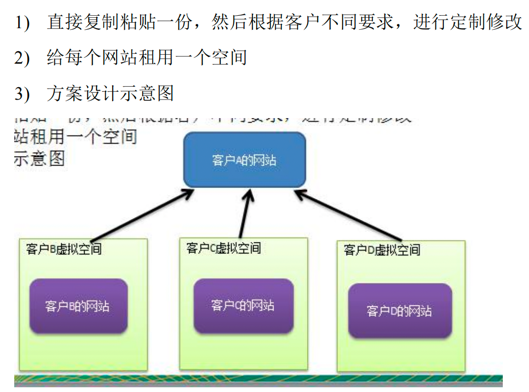 1) 直接复制粘贴一份，然后根据客户不同要求，进行定制修改
2) 给每个网站租用一个空间
3) 方案设计示意图
站租用一个空间
示意图
客户A的网站
客户B虚拟空间
客户C虚拟空间
客户D虚拟空间
客户B的网站
客户C的网站
客户D的网站